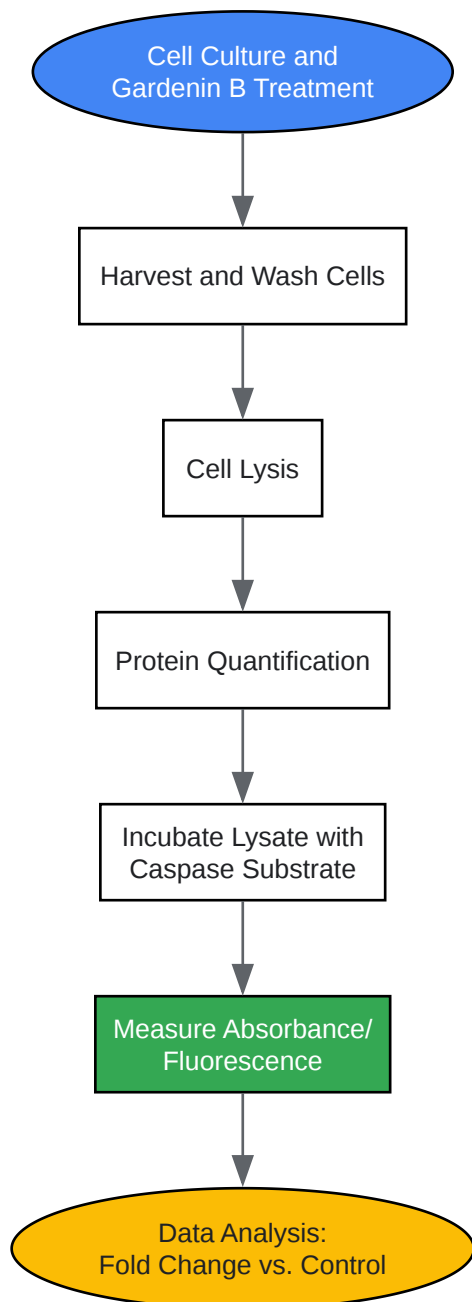 Cell Culture and
Gardenin B Treatment
Harvest and Wash Cells
Cell Lysis
Protein Quantification
Incubate Lysate with
Caspase Substrate
Measure Absorbance/
Fluorescence
Data Analysis:
Fold Change vs. Control